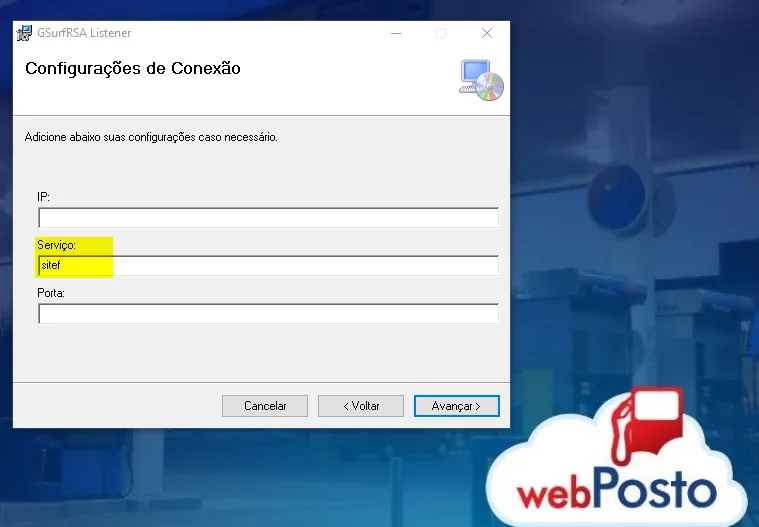 GSurfRSA Listener
Configurações de Conexão
Adicione abaixo suas configurações caso necessário.
IP:
Serviço:
sitef
Porta:
Cancelar
< Voltar
Avançar >
webPosto